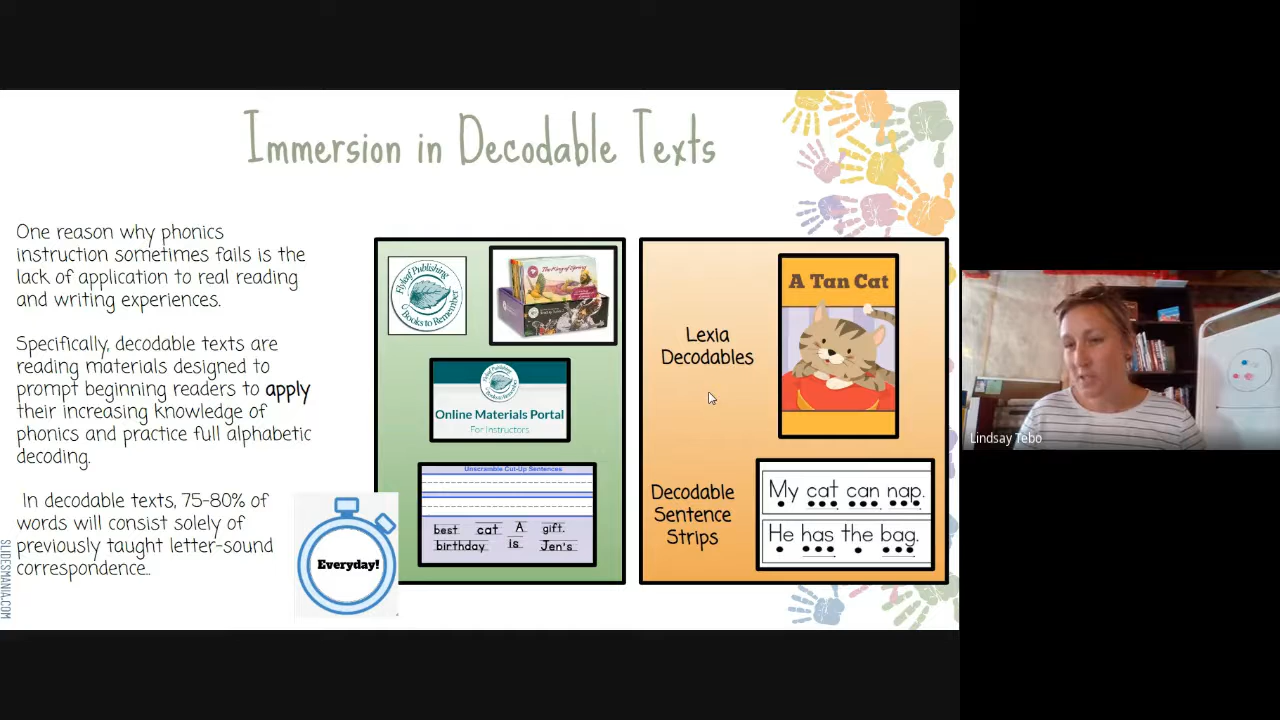 Immersion in Decodable Texts
One reason why phonics
instruction sometimes fails is the
lack of application to real reading
and writing experiences.
Specifically, decodable texts are
reading materials designed to
prompt beginning readers to apply
their increasing knowledge of
phonics and practice full alphabetic
decoding.
In decodable texts, 75-80% of
words will consist solely of
previously taught letter-sound
correspondence..
SLIDESMANIA.COM
Everyday!
Flyleaf Publishing
Books to Remember
The King of Spring
Online Materials Portal
For Instructors
Unscramble Cut-Up Sentences
best cat A gift.
birthday is Jen's
Lexia
Decodables
A Tan Cat
Decodable
Sentence
Strips
My cat can nap.
He has the bag.
Lindsay Tebo